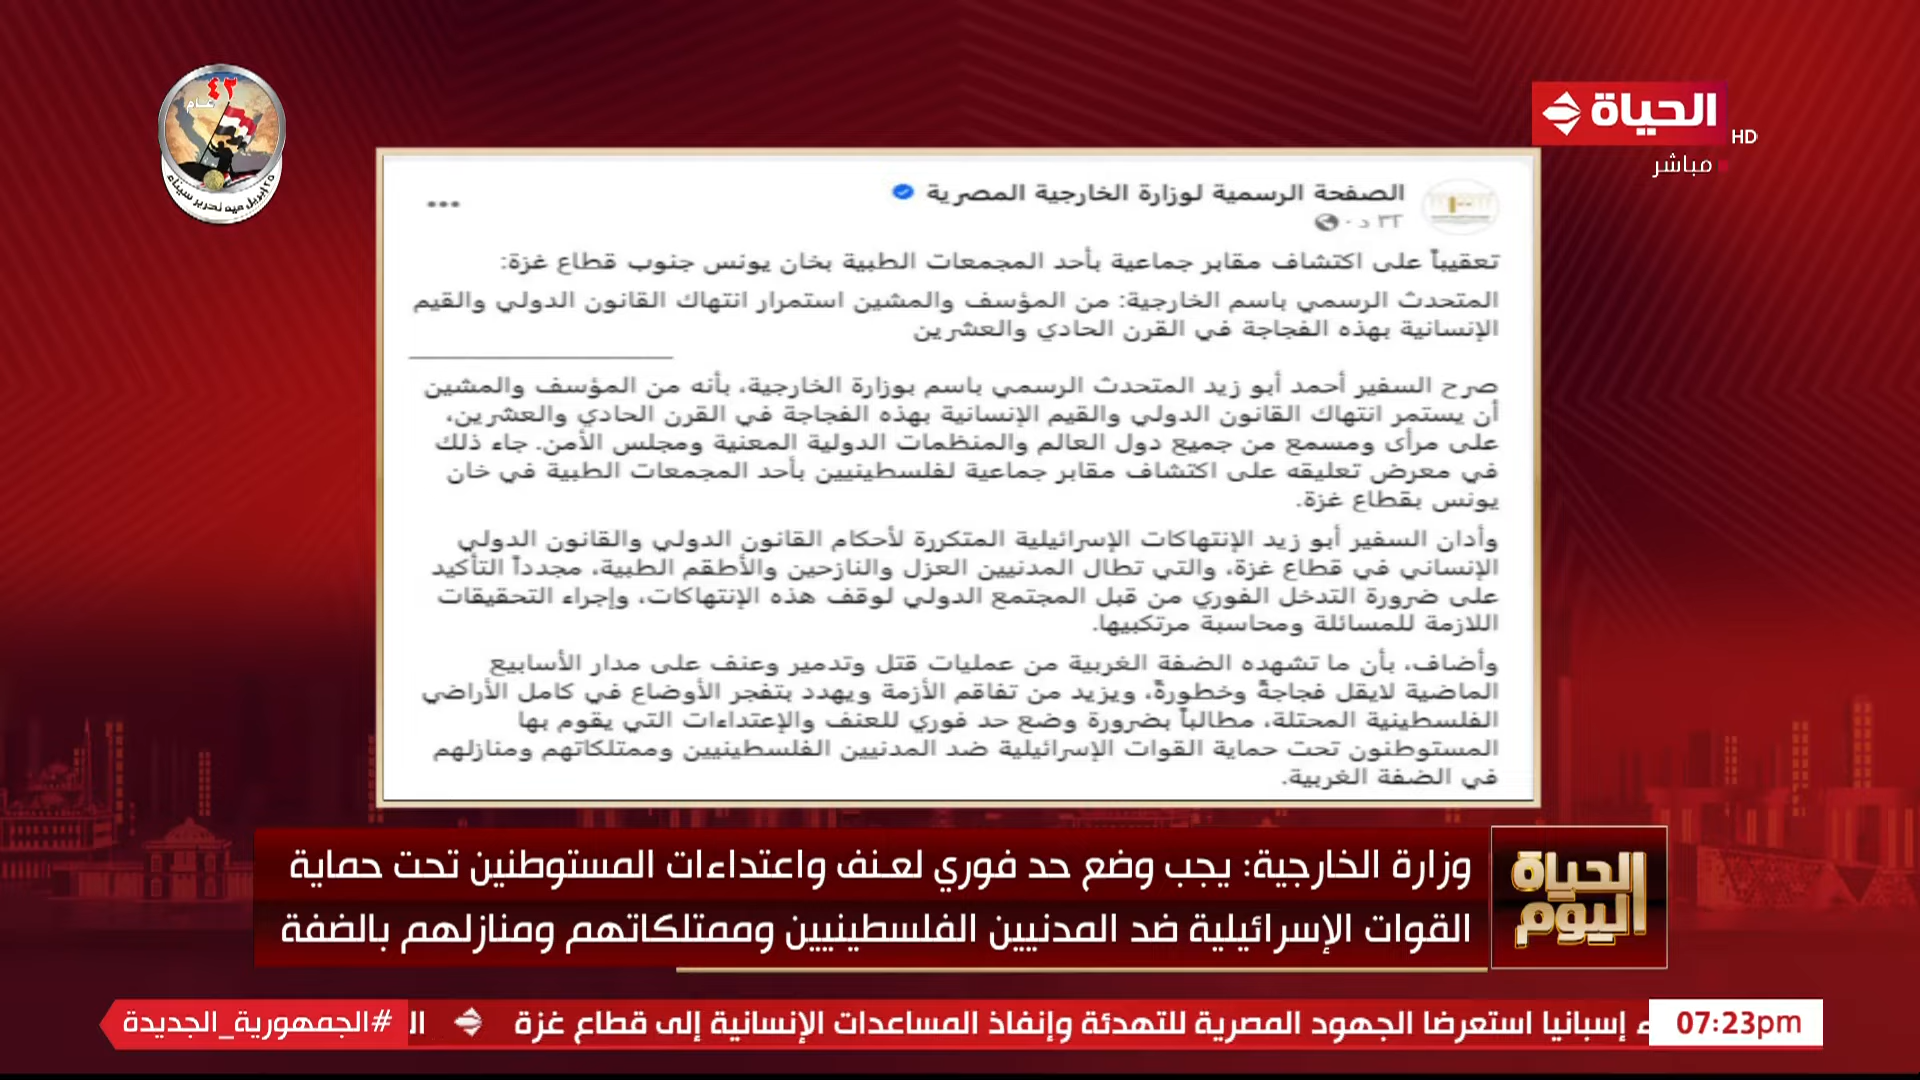 ٤٢
عام
٢٥ ابريل عيد تحرير سيناء
الحياة
HD
مباشر
الصفحة الرسمية لوزارة الخارجية المصرية
٣٢ د ·
تعقيباً على اكتشاف مقابر جماعية بأحد المجمعات الطبية بخان يونس جنوب قطاع غزة:
المتحدث الرسمي باسم الخارجية: من المؤسف والمشين استمرار انتهاك القانون الدولي والقيم
الإنسانية بهذه الفجاجة في القرن الحادي والعشرين
صرح السفير أحمد أبو زيد المتحدث الرسمي باسم بوزارة الخارجية، بأنه من المؤسف والمشين
أن يستمر انتهاك القانون الدولي والقيم الإنسانية بهذه الفجاجة في القرن الحادي والعشرين،
على مرأى ومسمع من جميع دول العالم والمنظمات الدولية المعنية ومجلس الأمن. جاء ذلك
في معرض تعليقه على اكتشاف مقابر جماعية لفلسطينيين بأحد المجمعات الطبية في خان
يونس بقطاع غزة.
وأدان السفير أبو زيد الإنتهاكات الإسرائيلية المتكررة لأحكام القانون الدولي والقانون الدولي
الإنساني في قطاع غزة، والتي تطال المدنيين العزل والنازحين والأطقم الطبية، مجدداً التأكيد
على ضرورة التدخل الفوري من قبل المجتمع الدولي لوقف هذه الإنتهاكات، وإجراء التحقيقات
اللازمة للمسائلة ومحاسبة مرتكبيها.
وأضاف، بأن ما تشهده الضفة الغربية من عمليات قتل وتدمير وعنف على مدار الأسابيع
الماضية لايقل فجاجةً وخطورةً، ويزيد من تفاقم الأزمة ويهدد بتفجر الأوضاع في كامل الأراضي
الفلسطينية المحتلة، مطالباً بضرورة وضع حد فوري للعنف والإعتداءات التي يقوم بها
المستوطنون تحت حماية القوات الإسرائيلية ضد المدنيين الفلسطينيين وممتلكاتهم ومنازلهم
في الضفة الغربية.
وزارة الخارجية: يجب وضع حد فوري لعنف واعتداءات المستوطنين تحت حماية
القوات الإسرائيلية ضد المدنيين الفلسطينيين وممتلكاتهم ومنازلهم بالضفة
الحياة
اليوم
07:23pm
ء إسبانيا استعرضا الجهود المصرية للتهدئة وإنفاذ المساعدات الإنسانية إلى قطاع غزة
#الجمهورية_الجديدة